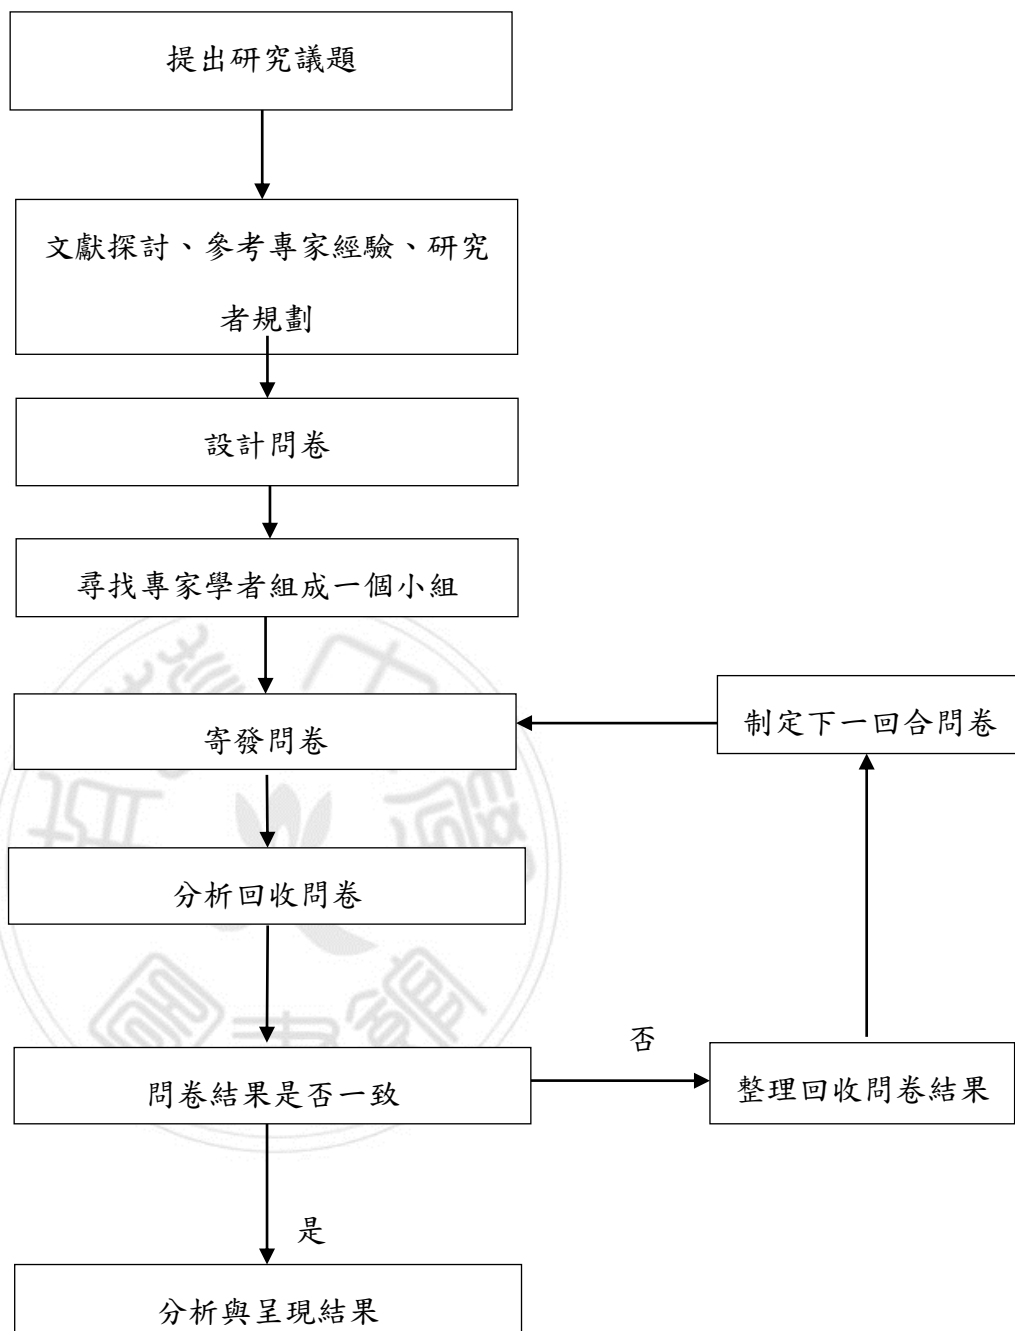 提出研究議題
文獻探討、參考專家經驗、研究
者規劃
設計問卷
尋找專家學者組成一個小組
寄發問卷
制定下一回合問卷
分析回收問卷
否
問卷結果是否一致
整理回收問卷結果
是
分析與呈現結果